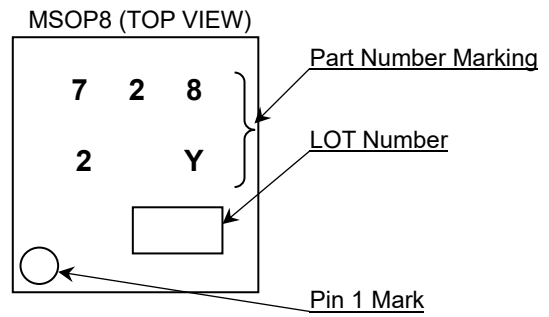 MSOP8 (TOP VIEW)
Part Number Marking
7 2 8
LOT Number
2 Y
Pin 1 Mark